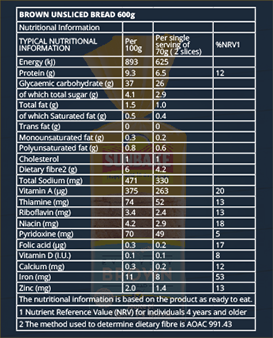 BROWN UNSLICED BREAD 600g
Nutritional Information
TYPICAL NUTRITIONAL INFORMATION Per 100g Per single serving of 70g ( 2 slices) %NRV1
Energy (kJ) 893 625
Protein (g) 9.3 6.5 12
Glycaemic carbohydrate (g) 37 26
of which total sugar (g) 4.1 2.9
Total fat (g) 1.5 1.0
of which Saturated fat (g) 0.5 0.4
Trans fat (g) 0 0
Monounsaturated fat (g) 0.3 0.2
Polyunsaturated fat (g) 0.8 0.6
Cholesterol 1 1
Dietary fibre2 (g) 6 4.2
Total Sodium (mg) 471 330
Vitamin A (µg) 375 263 20
Thiamine (mg) 74 52 13
Riboflavin (mg) 3.4 2.4 13
Niacin (mg) 4.2 2.9 18
Pyridoxine (mg) 70 49 5
Folic acid (µg) 0.3 0.2 17
Vitamin D (I.U.) 0.1 0.1 8
Calcium (mg) 0.3 0.2 12
Iron (mg) 11 8 53
Zinc (mg) 2.0 1.4 13
The nutritional information is based on the product as ready to eat.
1 Nutrient Reference Value (NRV) for individuals 4 years and older
2 The method used to determine dietary fibre is AOAC 991.43
BROWN